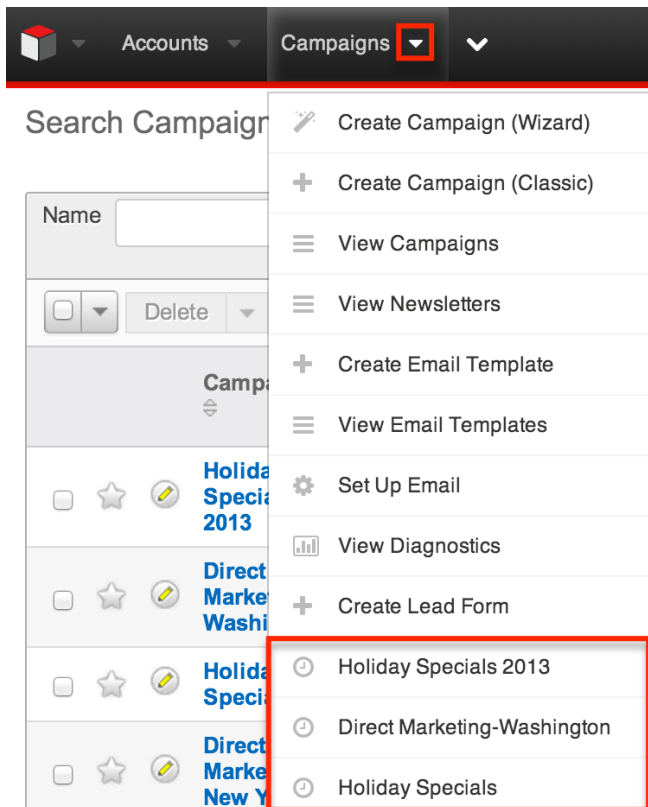 Accounts
Campaigns
Search Campaign
Create Campaign (Wizard)
Create Campaign (Classic)
Name
View Campaigns
Delete
View Newsletters
Create Email Template
Campa
View Email Templates
Holida
Specia
2013
Set Up Email
View Diagnostics
Direct
Marke
Washi
Create Lead Form
Holida
Speci
Holiday Specials 2013
Direct Marketing-Washington
Direct
Marke
New Y
Holiday Specials